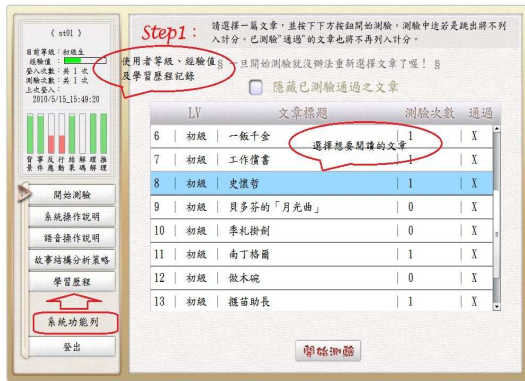 ( st01 )
目前等級：初級生
經驗值：
登入次數：共 1 次
測驗次數：共 1 次
上次登入：
2010/5/15_15:49:20
背景 事件 反應 行動 結果 解碼 理解 推理
開始測驗
系統操作說明
語音操作說明
故事結構分析策略
學習歷程
系統功能列
登出
Step1：
請選擇一篇文章，並按下下方按鈕開始測驗，測驗中途若是跳出將不列
入計分。已測驗"通過"的文章也將不再列入計分。
使用者等級、經驗值
及學習歷程記錄
§ 一旦開始測驗就沒辦法重新選擇文章了喔！ §
隱藏已測驗通過之文章
LV 文章標題 測驗次數 通過
6 | 初級 | 一飯千金 | 1 | X
選擇想要閱讀的文章
7 | 初級 | 工作償書 | 1 | X
8 | 初級 | 史懷哲 | 1 | X
9 | 初級 | 貝多芬的「月光曲」 | 0 | X
10 | 初級 | 季札掛劍 | 0 | X
11 | 初級 | 南丁格爾 | 1 | X
12 | 初級 | 做木碗 | 0 | X
13 | 初級 | 揠苗助長 | 1 | X
開始測驗